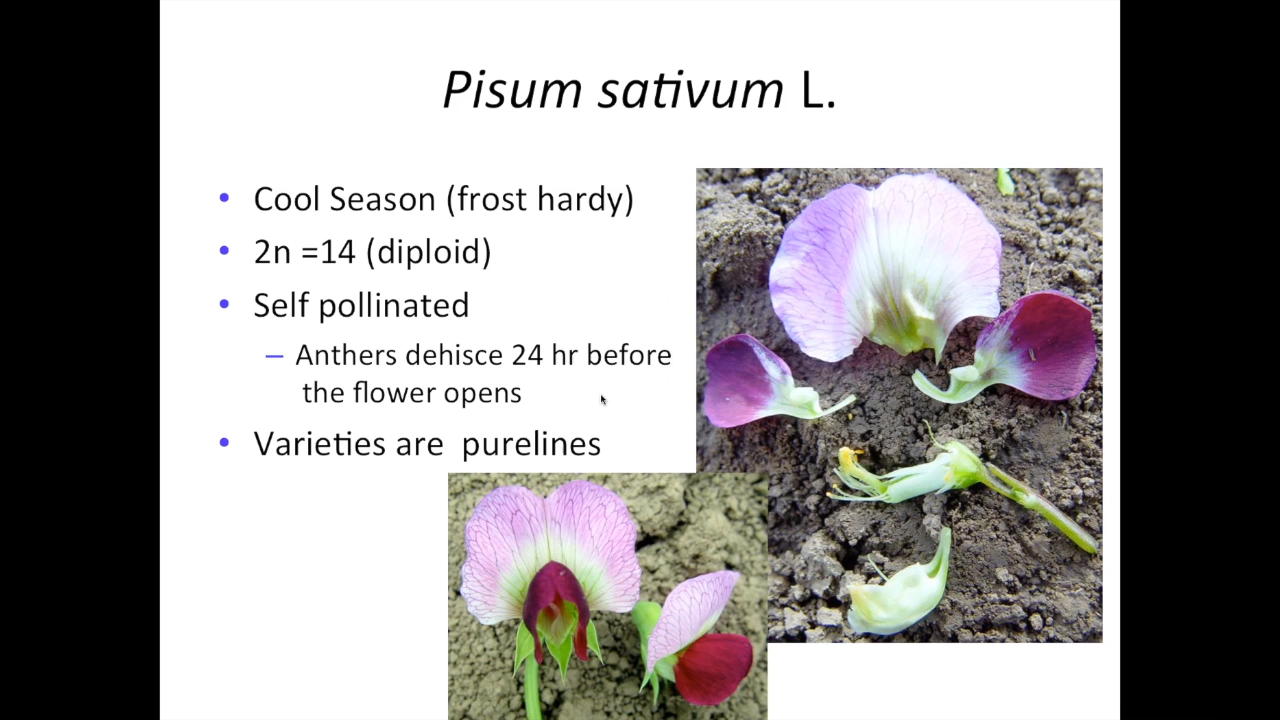 Pisum sativum L.
• Cool Season (frost hardy)
• 2n =14 (diploid)
• Self pollinated
– Anthers dehisce 24 hr before
the flower opens
• Varieties are  purelines